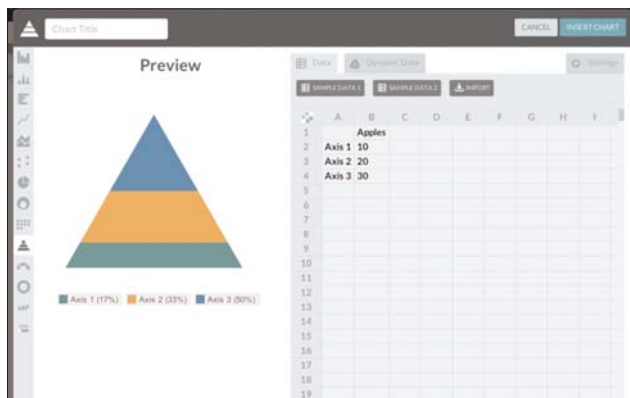 Chart Title
CANCEL
INSERT CHART
Preview
Data
Dynamic Data
Settings
SAMPLE DATA 1
SAMPLE DATA 2
IMPORT
A B C D E F G H I
1 Apples
2 Axis 1 10
3 Axis 2 20
4 Axis 3 30
5
6
7
8
9
10
11
12
13
14
15
16
17
18
19
Axis 1 (17%) Axis 2 (33%) Axis 3 (50%)